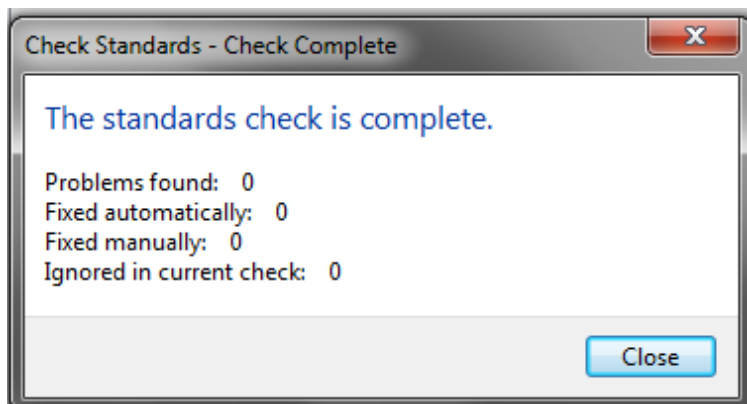 Check Standards - Check Complete
The standards check is complete.
Problems found: 0
Fixed automatically: 0
Fixed manually: 0
Ignored in current check: 0
Close